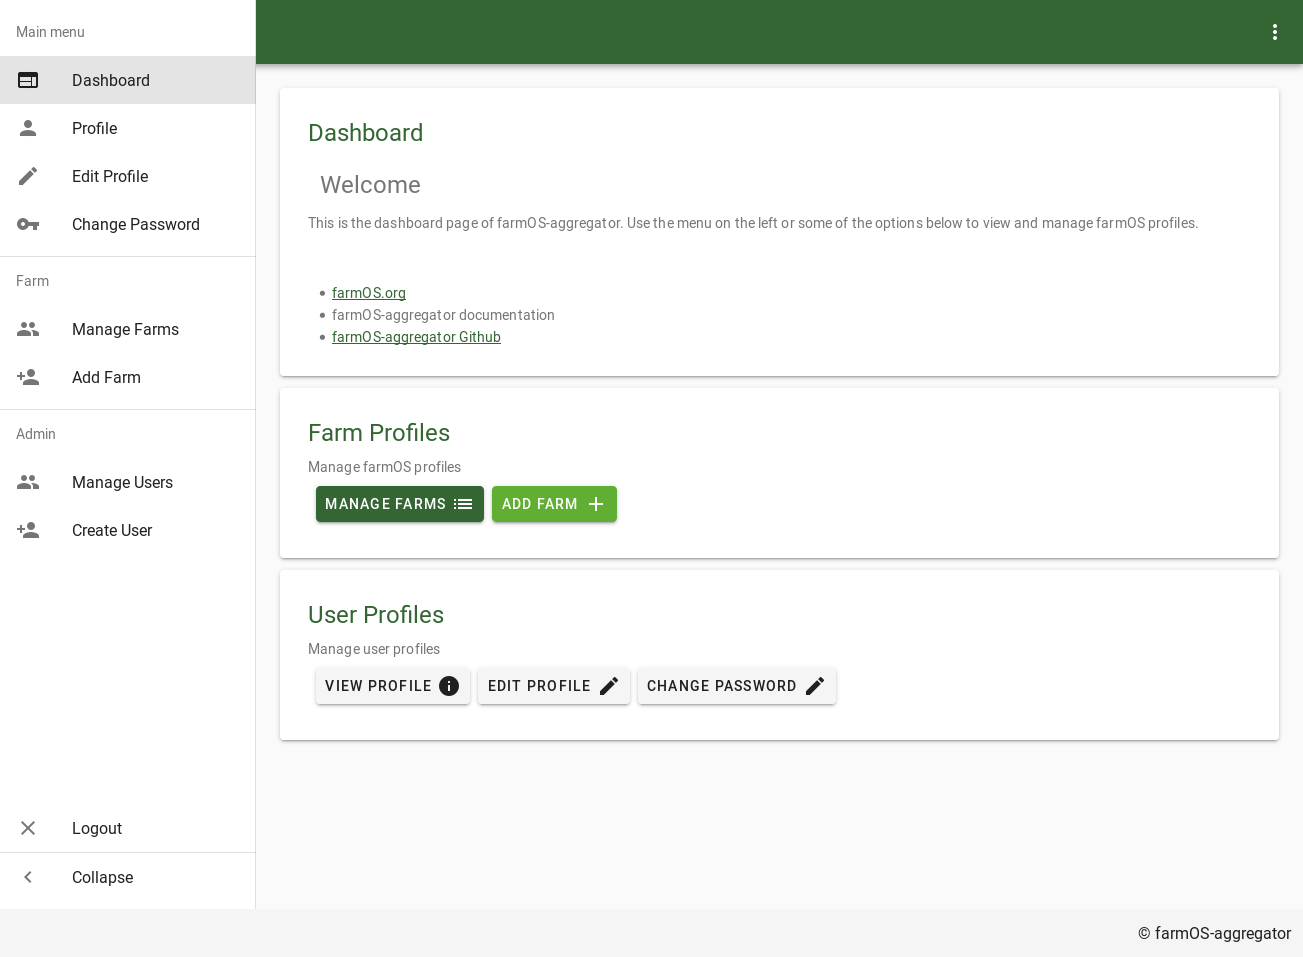 Main menu
Dashboard
Profile
Edit Profile
Change Password
Farm
Manage Farms
Add Farm
Admin
Manage Users
Create User
Logout
Collapse
Dashboard
Welcome
This is the dashboard page of farmOS-aggregator. Use the menu on the left or some of the options below to view and manage farmOS profiles.
farmOS.org
farmOS-aggregator documentation
farmOS-aggregator Github
Farm Profiles
Manage farmOS profiles
MANAGE FARMS ADD FARM
User Profiles
Manage user profiles
VIEW PROFILE EDIT PROFILE CHANGE PASSWORD
© farmOS-aggregator